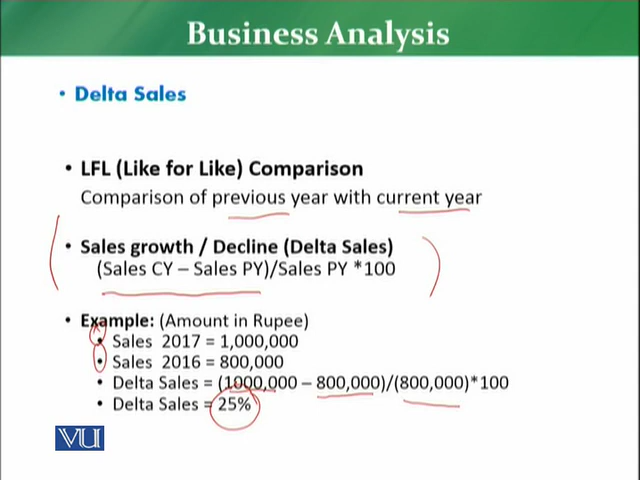 Business Analysis
• Delta Sales
• LFL (Like for Like) Comparison
Comparison of previous year with current year
• Sales growth / Decline (Delta Sales)
(Sales CY – Sales PY)/Sales PY *100
• Example: (Amount in Rupee)
• Sales 2017 = 1,000,000
• Sales 2016 = 800,000
• Delta Sales = (1000,000 – 800,000)/(800,000)*100
• Delta Sales = 25%
VU